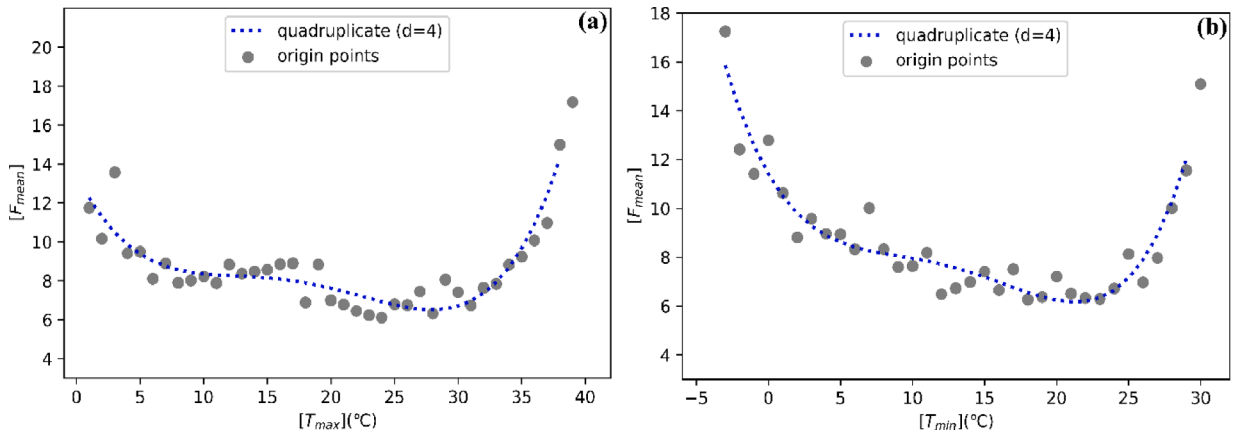 (a)
quadruplicate (d=4)
origin points
20
18
16
14
12
10
8
6
4
[F_mean]
0 5 10 15 20 25 30 35 40
[T_max](°C)
(b)
quadruplicate (d=4)
origin points
18
16
14
12
10
8
6
4
[F_mean]
−5 0 5 10 15 20 25 30
[T_min](°C)